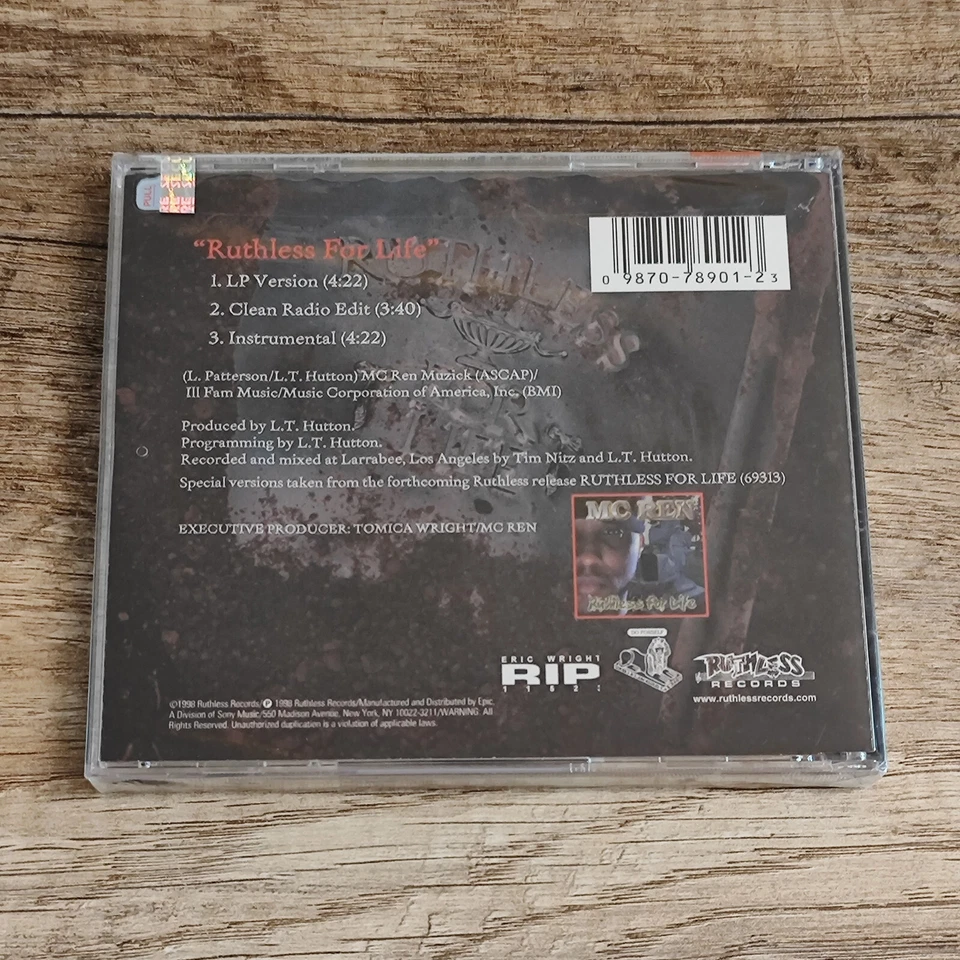 PULL
"Ruthless For Life"
1. LP Version (4:22)
2. Clean Radio Edit (3:40)
3. Instrumental (4:22)
0 9870-78901-2 3
(L. Patterson/L.T. Hutton) MC Ren Muzick (ASCAP)/
Ill Fam Music/Music Corporation of America, Inc. (BMI)
Produced by L.T. Hutton.
Programming by L.T. Hutton.
Recorded and mixed at Larrabee, Los Angeles by Tim Nitz and L.T. Hutton.
Special versions taken from the forthcoming Ruthless release RUTHLESS FOR LIFE (69313)
EXECUTIVE PRODUCER: TOMICA WRIGHT/MC REN
MC REN
Ruthless For Life
ERIC WRIGHT
RIP
RUTHLESS
RECORDS
www.ruthlessrecords.com
©1998 Ruthless Records/℗ 1998 Ruthless Records/Manufactured and Distributed by Epic,
A Division of Sony Music/550 Madison Avenue, New York, NY 10022-3211/WARNING: All
Rights Reserved. Unauthorized duplication is a violation of applicable laws.